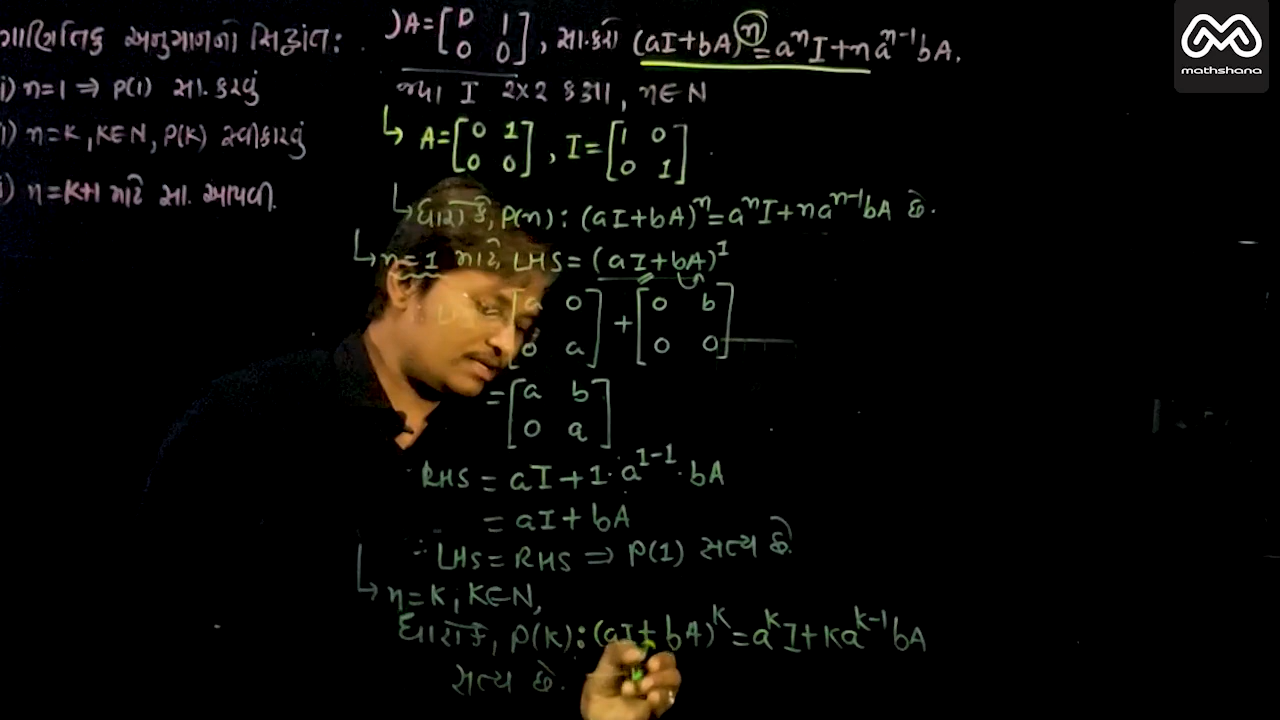 ગાણિતિક અનુમાનનો સિદ્ધાંત:
i) n=1 ⇒ P(1) સા. કરવું
i) n=K, K∈N, P(K) સ્વીકારવું
i) n=K+1 માટે સા. આપવી.
) A=[0 1; 0 0], સા.કરો (aI+bA)^n=a^n I+n a^{n-1} bA.
જ્યાં I 2×2 કક્ષા, n∈N
↳ A=[0 1; 0 0], I=[1 0; 0 1].
↳ ધારો કે, P(n): (aI+bA)^n=a^n I+na^{n-1}bA છે.
↳ n=1 માટે, LHS=(aI+bA)^1
[a 0; 0 a]+[0 b; 0 0]
=[a b; 0 a]
RHS = aI+1·a^{1-1}·bA
= aI+bA
∴ LHS=RHS ⇒ P(1) સત્ય છે.
↳ n=K, K∈N,
ધારોકે, P(k): (aI+bA)^k=a^k I+Ka^{k-1}bA
સત્ય છે.
mathshana